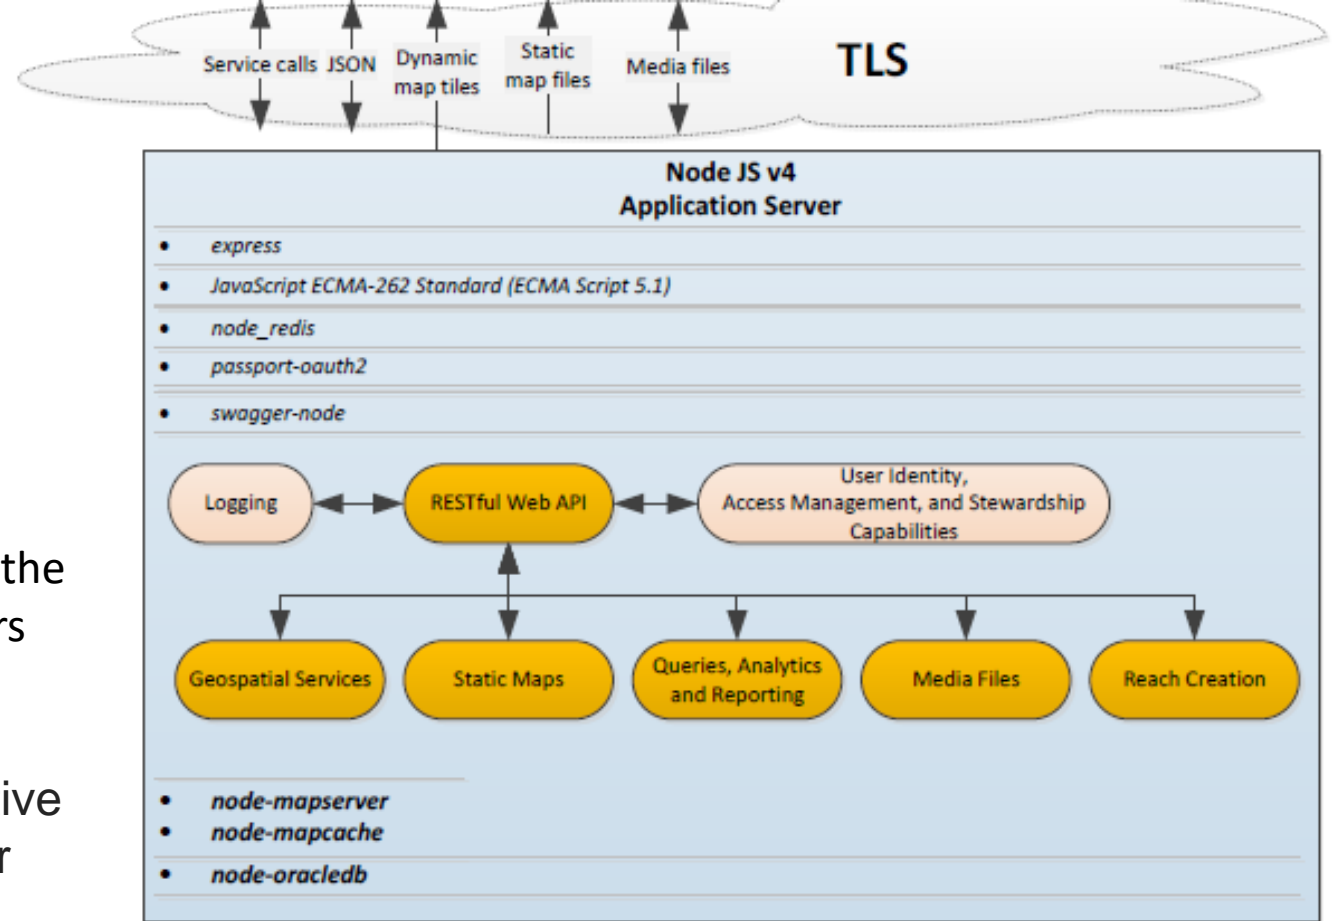 Service calls
JSON
Dynamic
map tiles
Static
map files
Media files
TLS
Node JS v4
Application Server
• express
• JavaScript ECMA-262 Standard (ECMA Script 5.1)
• node_redis
• passport-oauth2
• swagger-node
Logging
RESTful Web API
User Identity,
Access Management, and Stewardship
Capabilities
the
rs
Geospatial Services
Static Maps
Queries, Analytics
and Reporting
Media Files
Reach Creation
ive
r
• node-mapserver
• node-mapcache
• node-oracledb